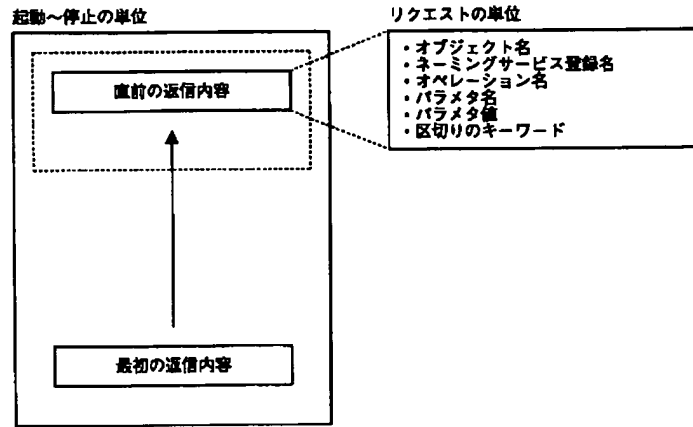 起動～停止の単位
リクエストの単位
・オブジェクト名
・ネーミングサービス登録名
・オペレーション名
・パラメタ名
・パラメタ値
・区切りのキーワード
直前の返信内容
最初の返信内容